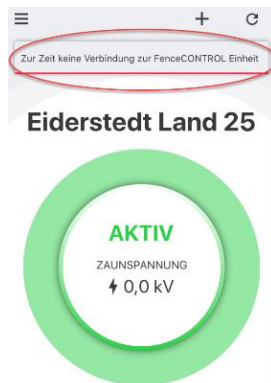 Zur Zeit keine Verbindung zur FenceCONTROL Einheit
Eiderstedt Land 25
AKTIV
ZAUNSPANNUNG
0,0 kV